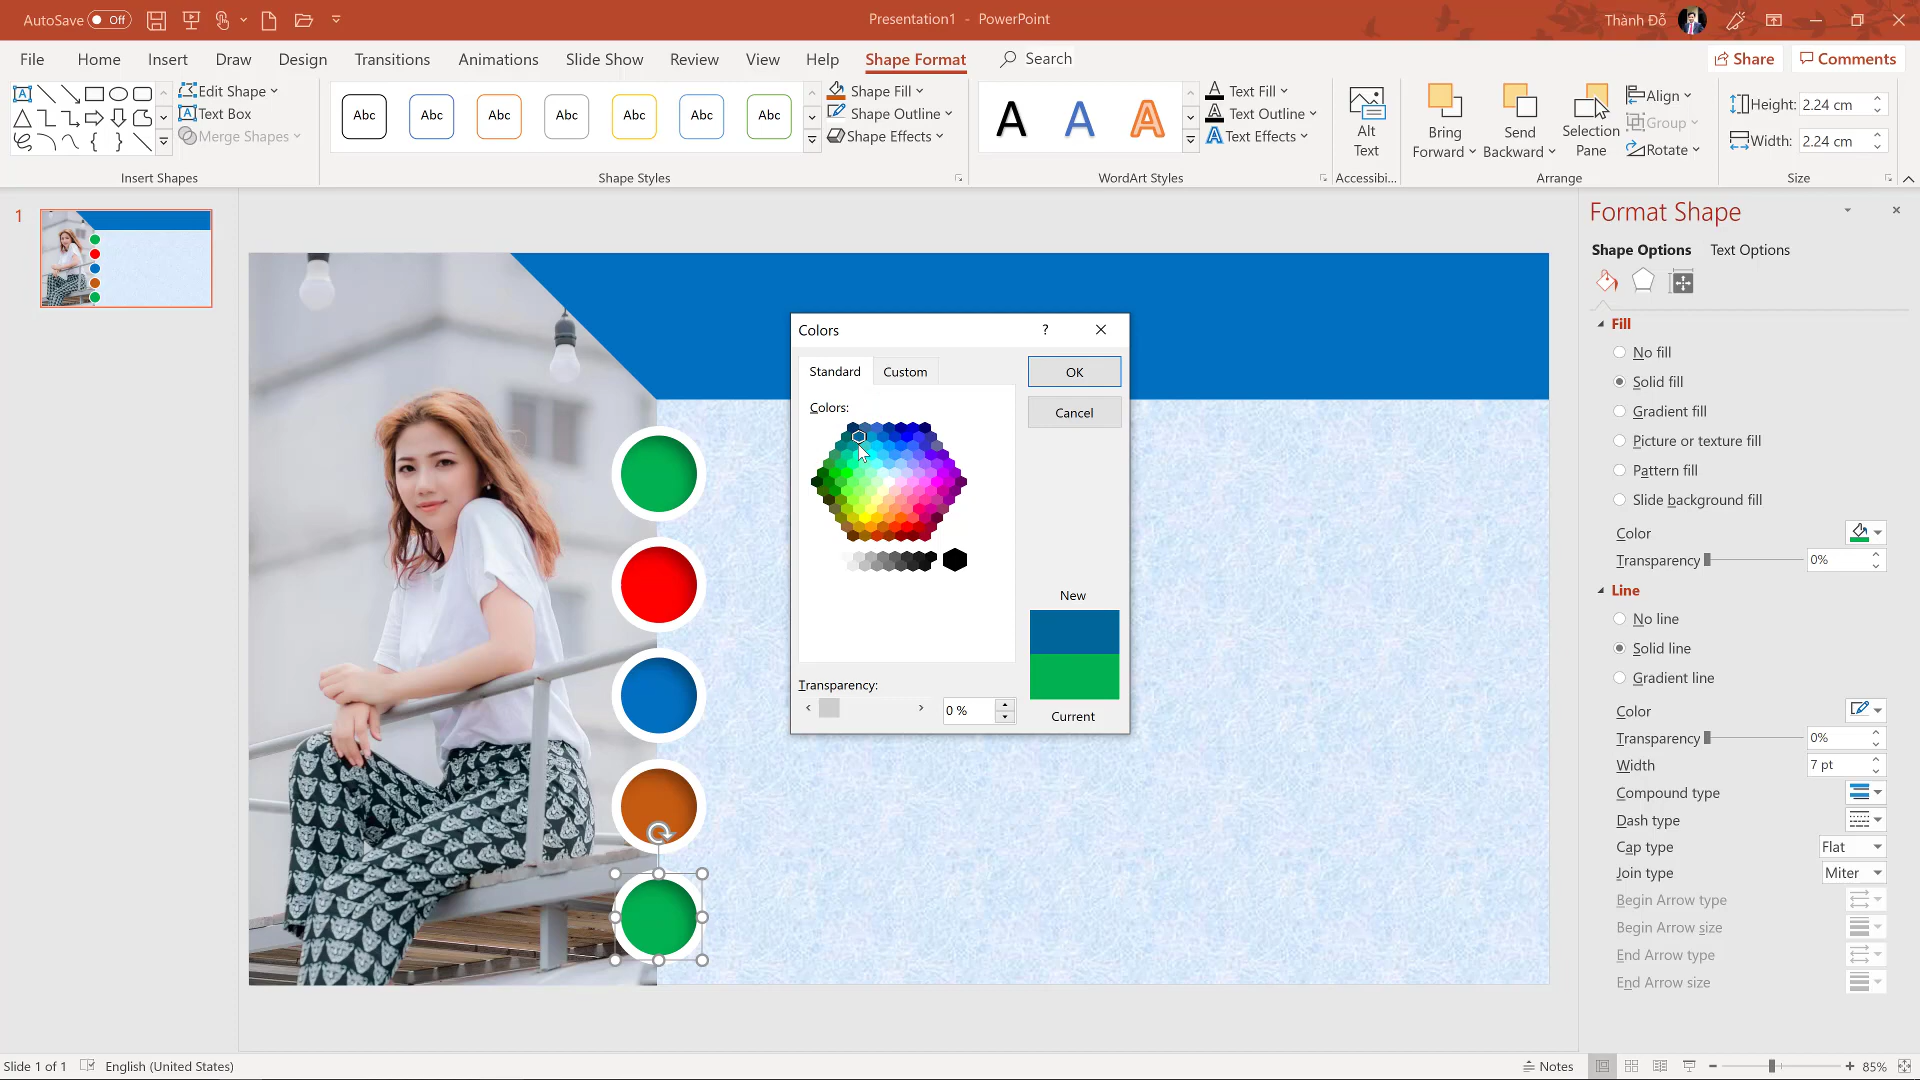 AutoSave Off
Presentation1 - PowerPoint
Thành Đỗ
File Home Insert Draw Design Transitions Animations Slide Show Review View Help Shape Format Search
Share Comments
Edit Shape
Text Box
Merge Shapes
Insert Shapes
Abc Abc Abc Abc Abc Abc Abc
Shape Fill
Shape Outline
Shape Effects
Shape Styles
A A A
Text Fill
Text Outline
Text Effects
WordArt Styles
Alt
Text
Accessibi...
Bring
Forward
Send
Backward
Selection
Pane
Align
Group
Rotate
Arrange
Height: 2.24 cm
Width: 2.24 cm
Size
1
Colors ?
Standard Custom
OK
Cancel
Colors:
New
Current
Transparency:
0 %
Format Shape
Shape Options Text Options
Fill
No fill
Solid fill
Gradient fill
Picture or texture fill
Pattern fill
Slide background fill
Color
Transparency 0%
Line
No line
Solid line
Gradient line
Color
Transparency 0%
Width 7 pt
Compound type
Dash type
Cap type Flat
Join type Miter
Begin Arrow type
Begin Arrow size
End Arrow type
End Arrow size
Slide 1 of 1 English (United States)
Notes 85%